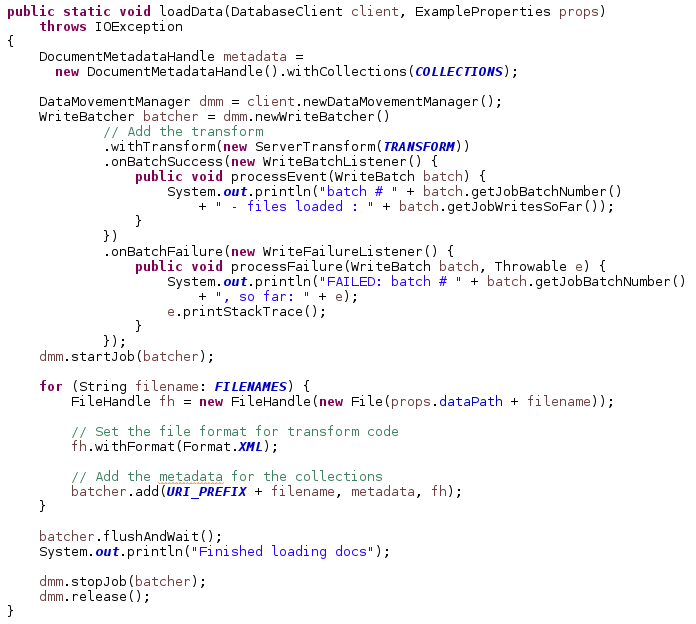 public static void loadData(DatabaseClient client, ExampleProperties props)
    throws IOException
{
    DocumentMetadataHandle metadata =
      new DocumentMetadataHandle().withCollections(COLLECTIONS);

    DataMovementManager dmm = client.newDataMovementManager();
    WriteBatcher batcher = dmm.newWriteBatcher()
            // Add the transform
            .withTransform(new ServerTransform(TRANSFORM))
            .onBatchSuccess(new WriteBatchListener() {
                public void processEvent(WriteBatch batch) {
                    System.out.println("batch # " + batch.getJobBatchNumber()
                        + " - files loaded : " + batch.getJobWritesSoFar());
                }
            })
            .onBatchFailure(new WriteFailureListener() {
                public void processFailure(WriteBatch batch, Throwable e) {
                    System.out.println("FAILED: batch # " + batch.getJobBatchNumber()
                        + ", so far: " + e);
                    e.printStackTrace();
                }
            });
    dmm.startJob(batcher);

    for (String filename: FILENAMES) {
        FileHandle fh = new FileHandle(new File(props.dataPath + filename));

        // Set the file format for transform code
        fh.withFormat(Format.XML);

        // Add the metadata for the collections
        batcher.add(URI_PREFIX + filename, metadata, fh);
    }

    batcher.flushAndWait();
    System.out.println("Finished loading docs");

    dmm.stopJob(batcher);
    dmm.release();
}